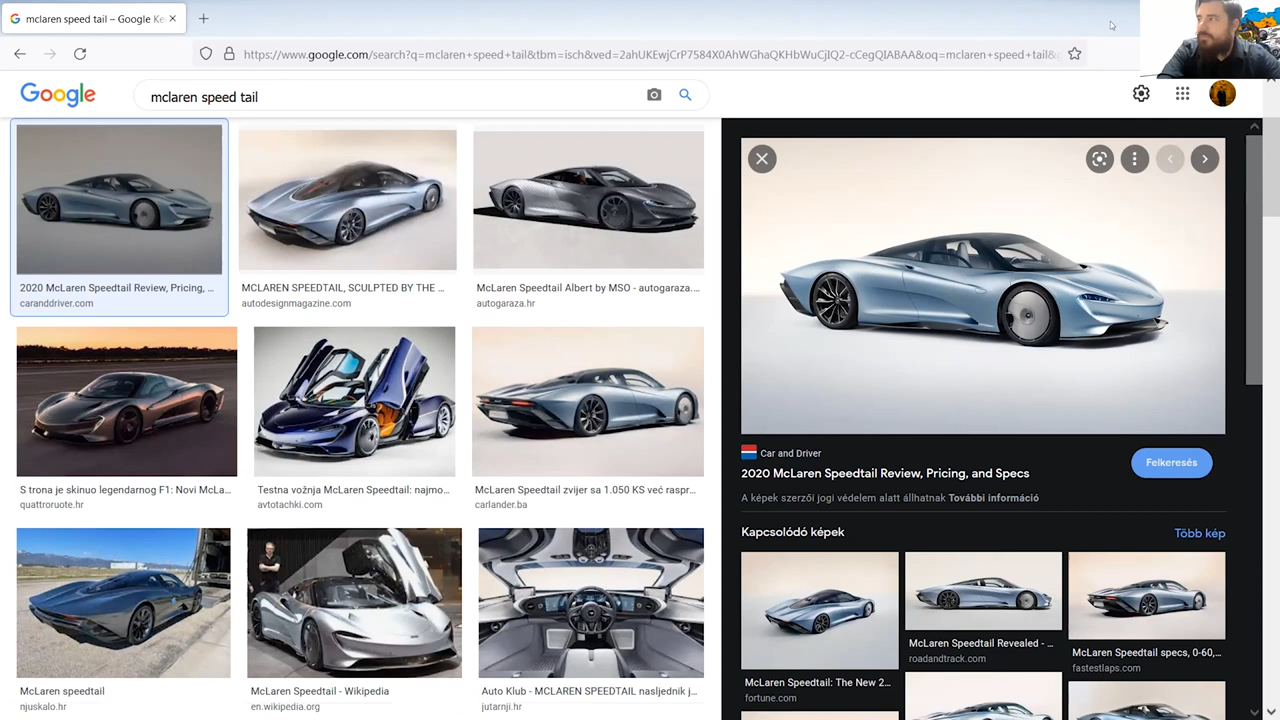 mclaren speed tail – Google Ke
https://www.google.com/search?q=mclaren+speed+tail&tbm=isch&ved=2ahUKEwjCrP7584X0AhWGhaQKHbWuCjIQ2-cCegQIABAA&oq=mclaren+speed+tail&
Google
mclaren speed tail
2020 McLaren Speedtail Review, Pricing, ...
caranddriver.com
MCLAREN SPEEDTAIL, SCULPTED BY THE ...
autodesignmagazine.com
McLaren Speedtail Albert by MSO - autogaraza....
autogaraza.hr
S trona je skinuo legendarnog F1: Novi McLa...
quattroruote.hr
Testna vožnja McLaren Speedtail: najmo...
avtotachki.com
McLaren Speedtail zvijer sa 1.050 KS već raspr...
carlander.ba
McLaren speedtail
njuskalo.hr
McLaren Speedtail - Wikipedia
en.wikipedia.org
Auto Klub - MCLAREN SPEEDTAIL nasljednik j...
jutarnji.hr
Car and Driver
2020 McLaren Speedtail Review, Pricing, and Specs
Felkeresés
A képek szerzői jogi védelem alatt állhatnak További információ
Kapcsolódó képek
Több kép
McLaren Speedtail: The New 2...
fortune.com
McLaren Speedtail Revealed - ...
roadandtrack.com
McLaren Speedtail specs, 0-60,...
fastestlaps.com